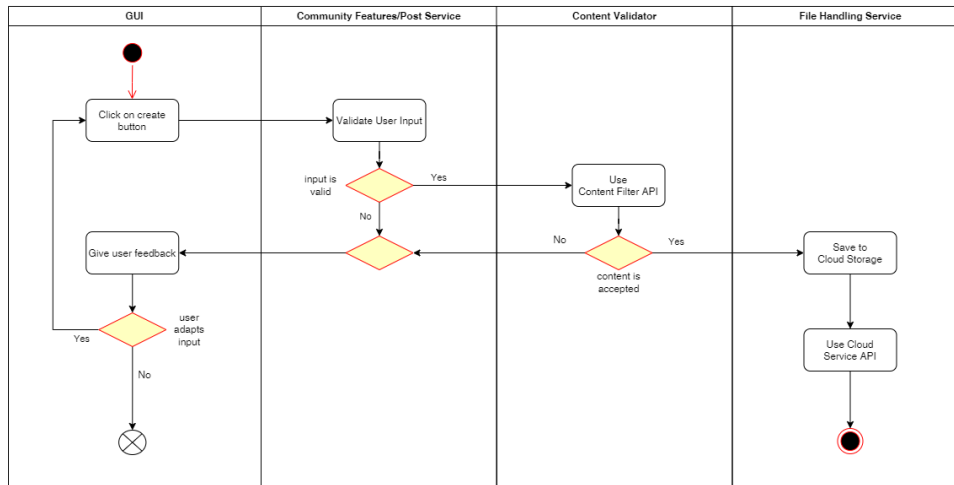 GUI
Community Features/Post Service
Content Validator
File Handling Service
Click on create
button
Validate User Input
input is
valid
Yes
No
Use
Content Filter API
No
Yes
content is
accepted
Give user feedback
Save to
Cloud Storage
user
adapts
input
Yes
No
Use Cloud
Service API